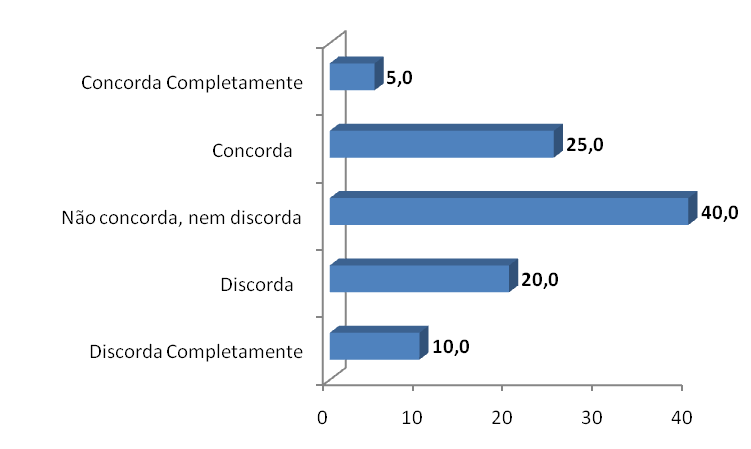 Concorda Completamente 5,0
Concorda 25,0
Não concorda, nem discorda 40,0
Discorda 20,0
Discorda Completamente 10,0
0 10 20 30 40